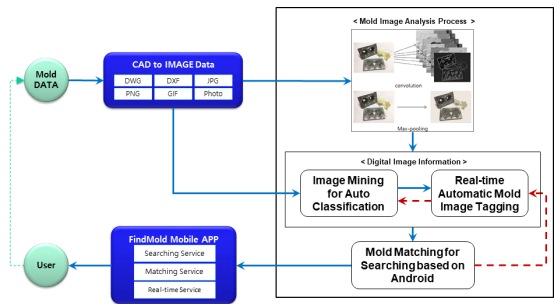 < Mold Image Analysis Process >
Mold
DATA
CAD to IMAGE Data
DWG DXF JPG
PNG GIF Photo
convolution
Max-pooling
< Digital Image Information >
Image Mining
for Auto
Classification
Real-time
Automatic Mold
Image Tagging
User
FindMold Mobile APP
Searching Service
Matching Service
Real-time Service
Mold Matching for
Searching based on
Android